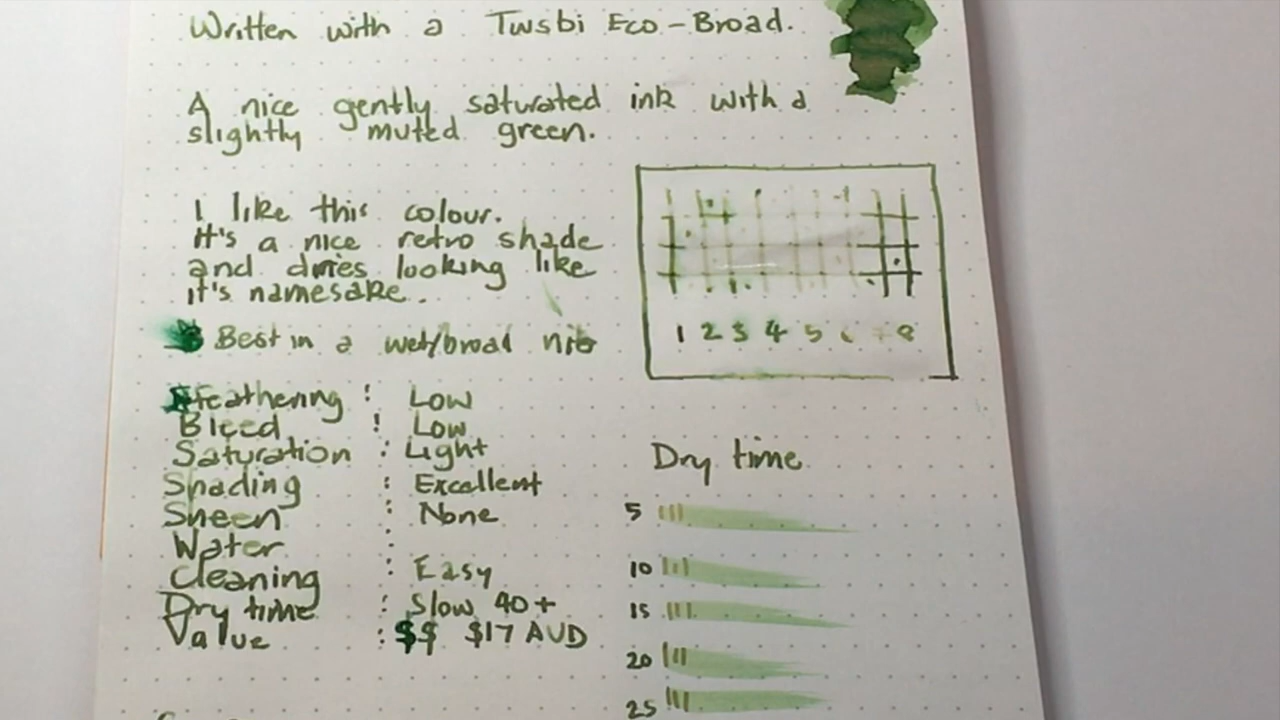 Written with a Twsbi Eco-Broad.
A nice gently saturated ink with a
slightly muted green.
I like this colour.
It's a nice retro shade
and dries looking like
it's namesake.
Best in a wet/broad nib
Feathering : Low
Bleed : Low
Saturation : Light
Shading : Excellent
Sheen : None
Water :
Cleaning : Easy
Dry time : Slow 40+
Value : $$ $17 AUD
1 2 3 4 5 6 7 8
Dry time
5
10
15
20
25